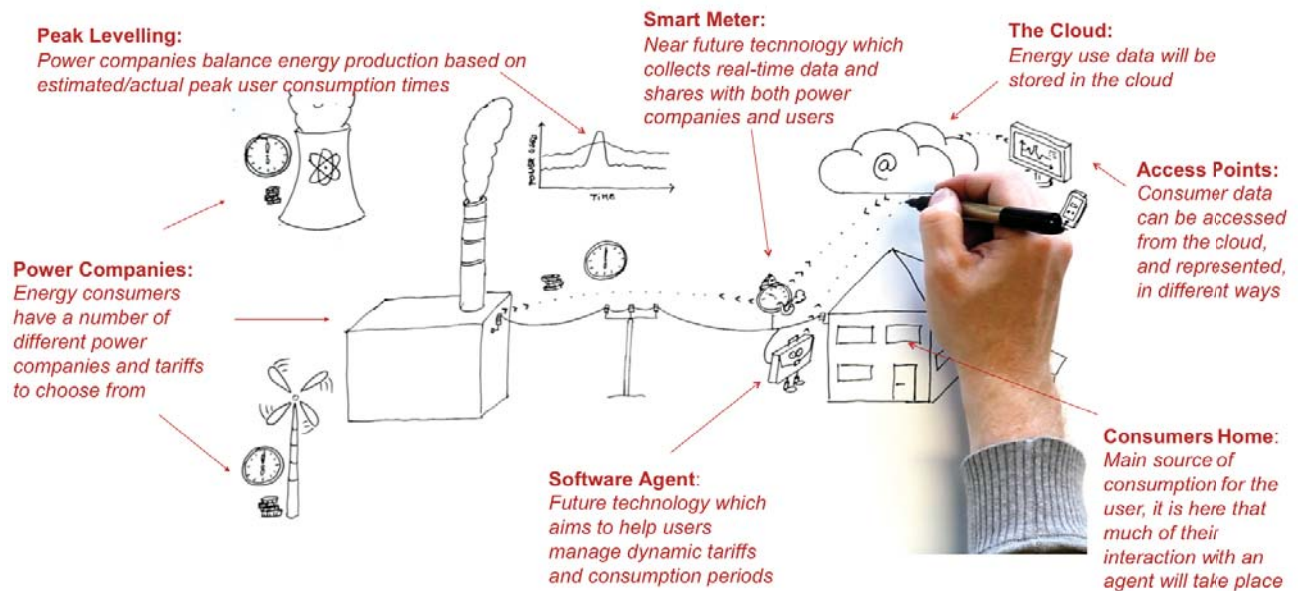 Peak Levelling:
Power companies balance energy production based on
estimated/actual peak user consumption times
Smart Meter:
Near future technology which
collects real-time data and
shares with both power
companies and users
The Cloud:
Energy use data will be
stored in the cloud
POWER USED
TIME
@
Access Points:
Consumer data
can be accessed
from the cloud,
and represented,
in different ways
Power Companies:
Energy consumers
have a number of
different power
companies and tariffs
to choose from
Software Agent:
Future technology which
aims to help users
manage dynamic tariffs
and consumption periods
Consumers Home:
Main source of
consumption for the
user, it is here that
much of their
interaction with an
agent will take place